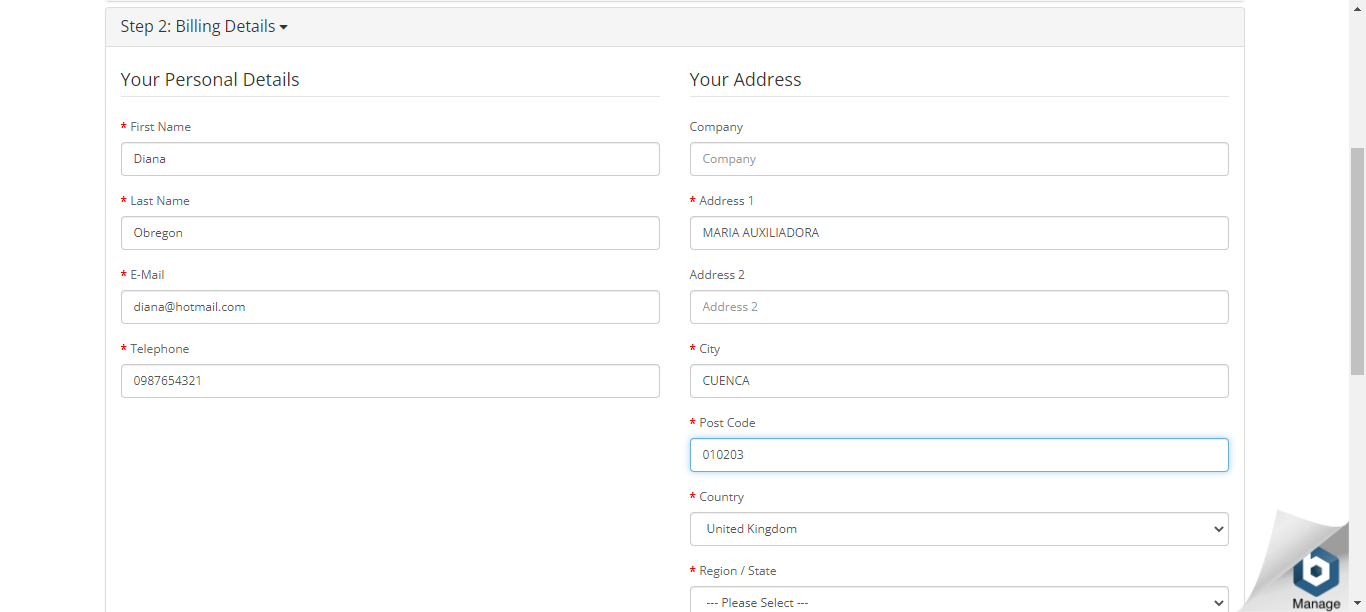 Step 2: Billing Details
Your Personal Details
* First Name
Diana
* Last Name
Obregon
* E-Mail
diana@hotmail.com
* Telephone
0987654321
Your Address
Company
Company
* Address 1
MARIA AUXILIADORA
Address 2
Address 2
* City
CUENCA
* Post Code
010203
* Country
United Kingdom
* Region / State
--- Please Select ---
b
Manage